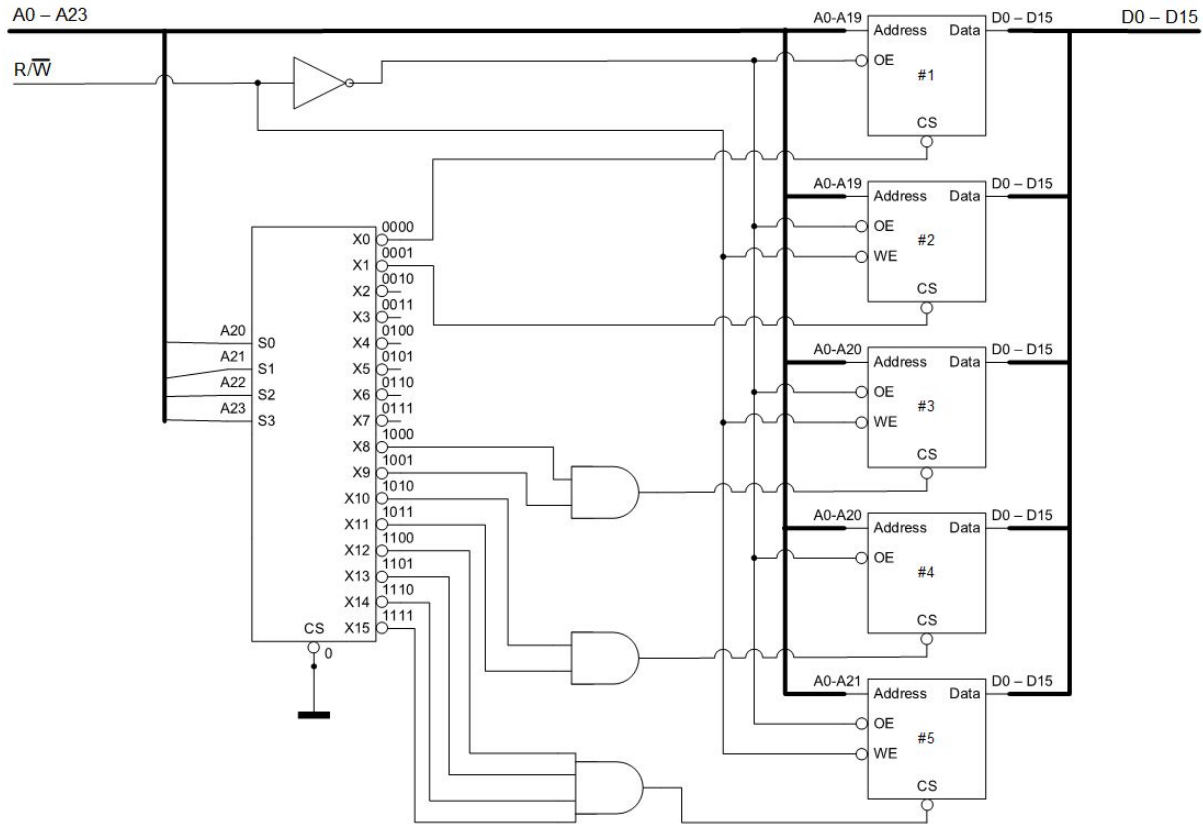 A0 – A23
D0 – D15
R/W̅
A0-A19
D0 – D15
Address Data
OE
#1
CS
A0-A19
D0 – D15
Address Data
OE
#2
WE
CS
A0-A20
D0 – D15
Address Data
OE
#3
WE
CS
A0-A20
D0 – D15
Address Data
OE
#4
CS
A0-A21
D0 – D15
Address Data
OE
#5
WE
CS
A20
S0
A21
S1
A22
S2
A23
S3
X0 0000
X1 0001
X2 0010
X3 0011
X4 0100
X5 0101
X6 0110
X7 0111
X8 1000
X9 1001
X10 1010
X11 1011
X12 1100
X13 1101
X14 1110
X15 1111
CS
0